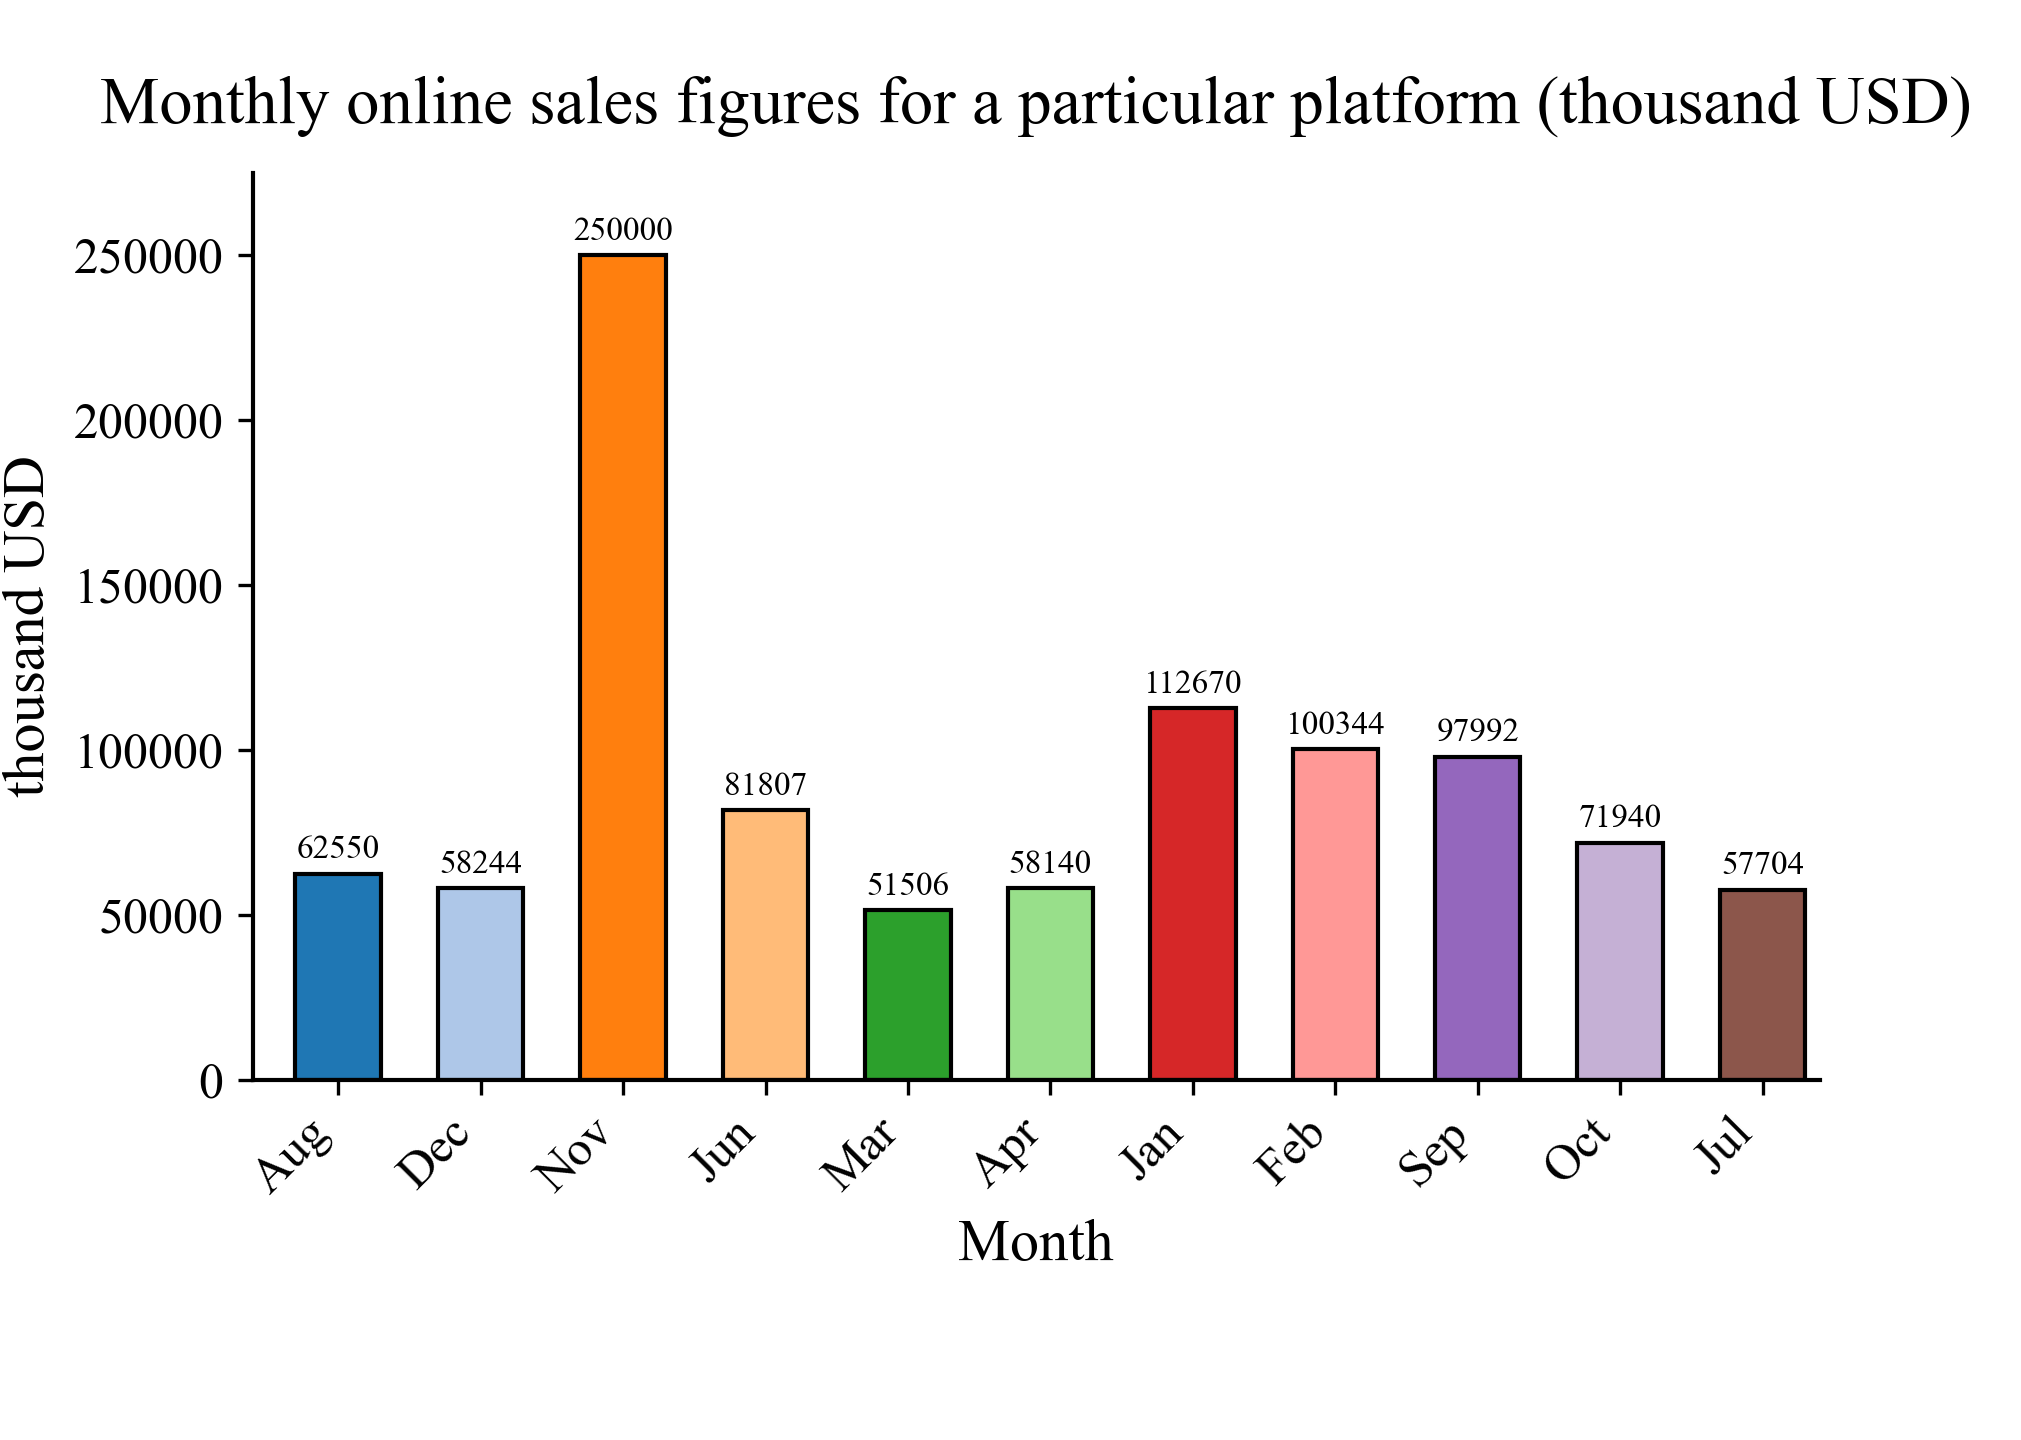 Monthly online sales figures for a particular platform (thousand USD)
thousand USD
250000
200000
150000
100000
50000
0
62550
58244
250000
81807
51506
58140
112670
100344
97992
71940
57704
Aug
Dec
Nov
Jun
Mar
Apr
Jan
Feb
Sep
Oct
Jul
Month